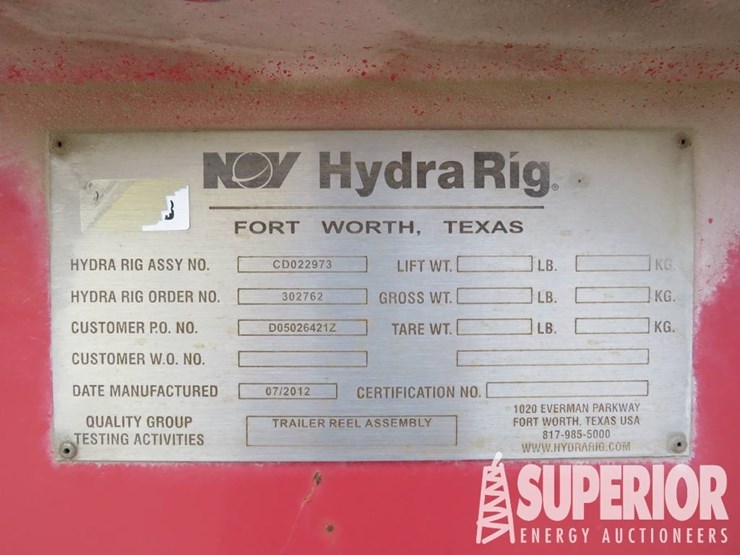 NOV Hydra Rig®
FORT WORTH, TEXAS
HYDRA RIG ASSY NO. CD022973 LIFT WT. LB. KG.
HYDRA RIG ORDER NO. 302762 GROSS WT. LB. KG.
CUSTOMER P.O. NO. D05026421Z TARE WT. LB. KG.
CUSTOMER W.O. NO.
DATE MANUFACTURED 07/2012 CERTIFICATION NO.
QUALITY GROUP
TESTING ACTIVITIES
TRAILER REEL ASSEMBLY
1020 EVERMAN PARKWAY
FORT WORTH, TEXAS USA
817-985-5000
WWW.HYDRARIG.COM
SUPERIOR
ENERGY AUCTIONEERS